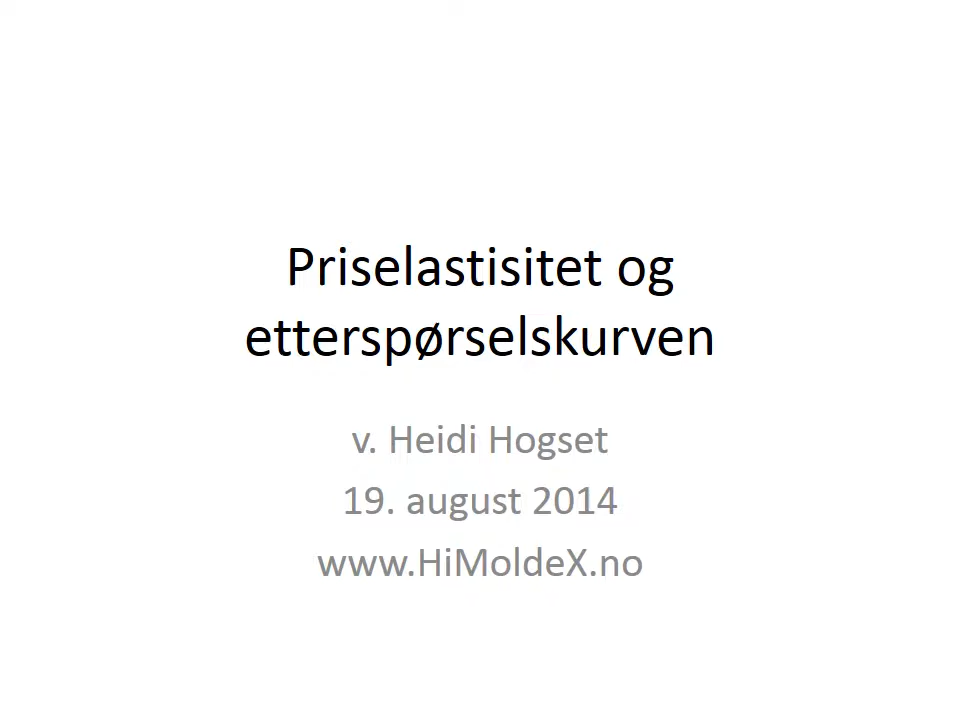 Priselastisitet og
etterspørselskurven
v. Heidi Hogset
19. august 2014
www.HiMoldeX.no